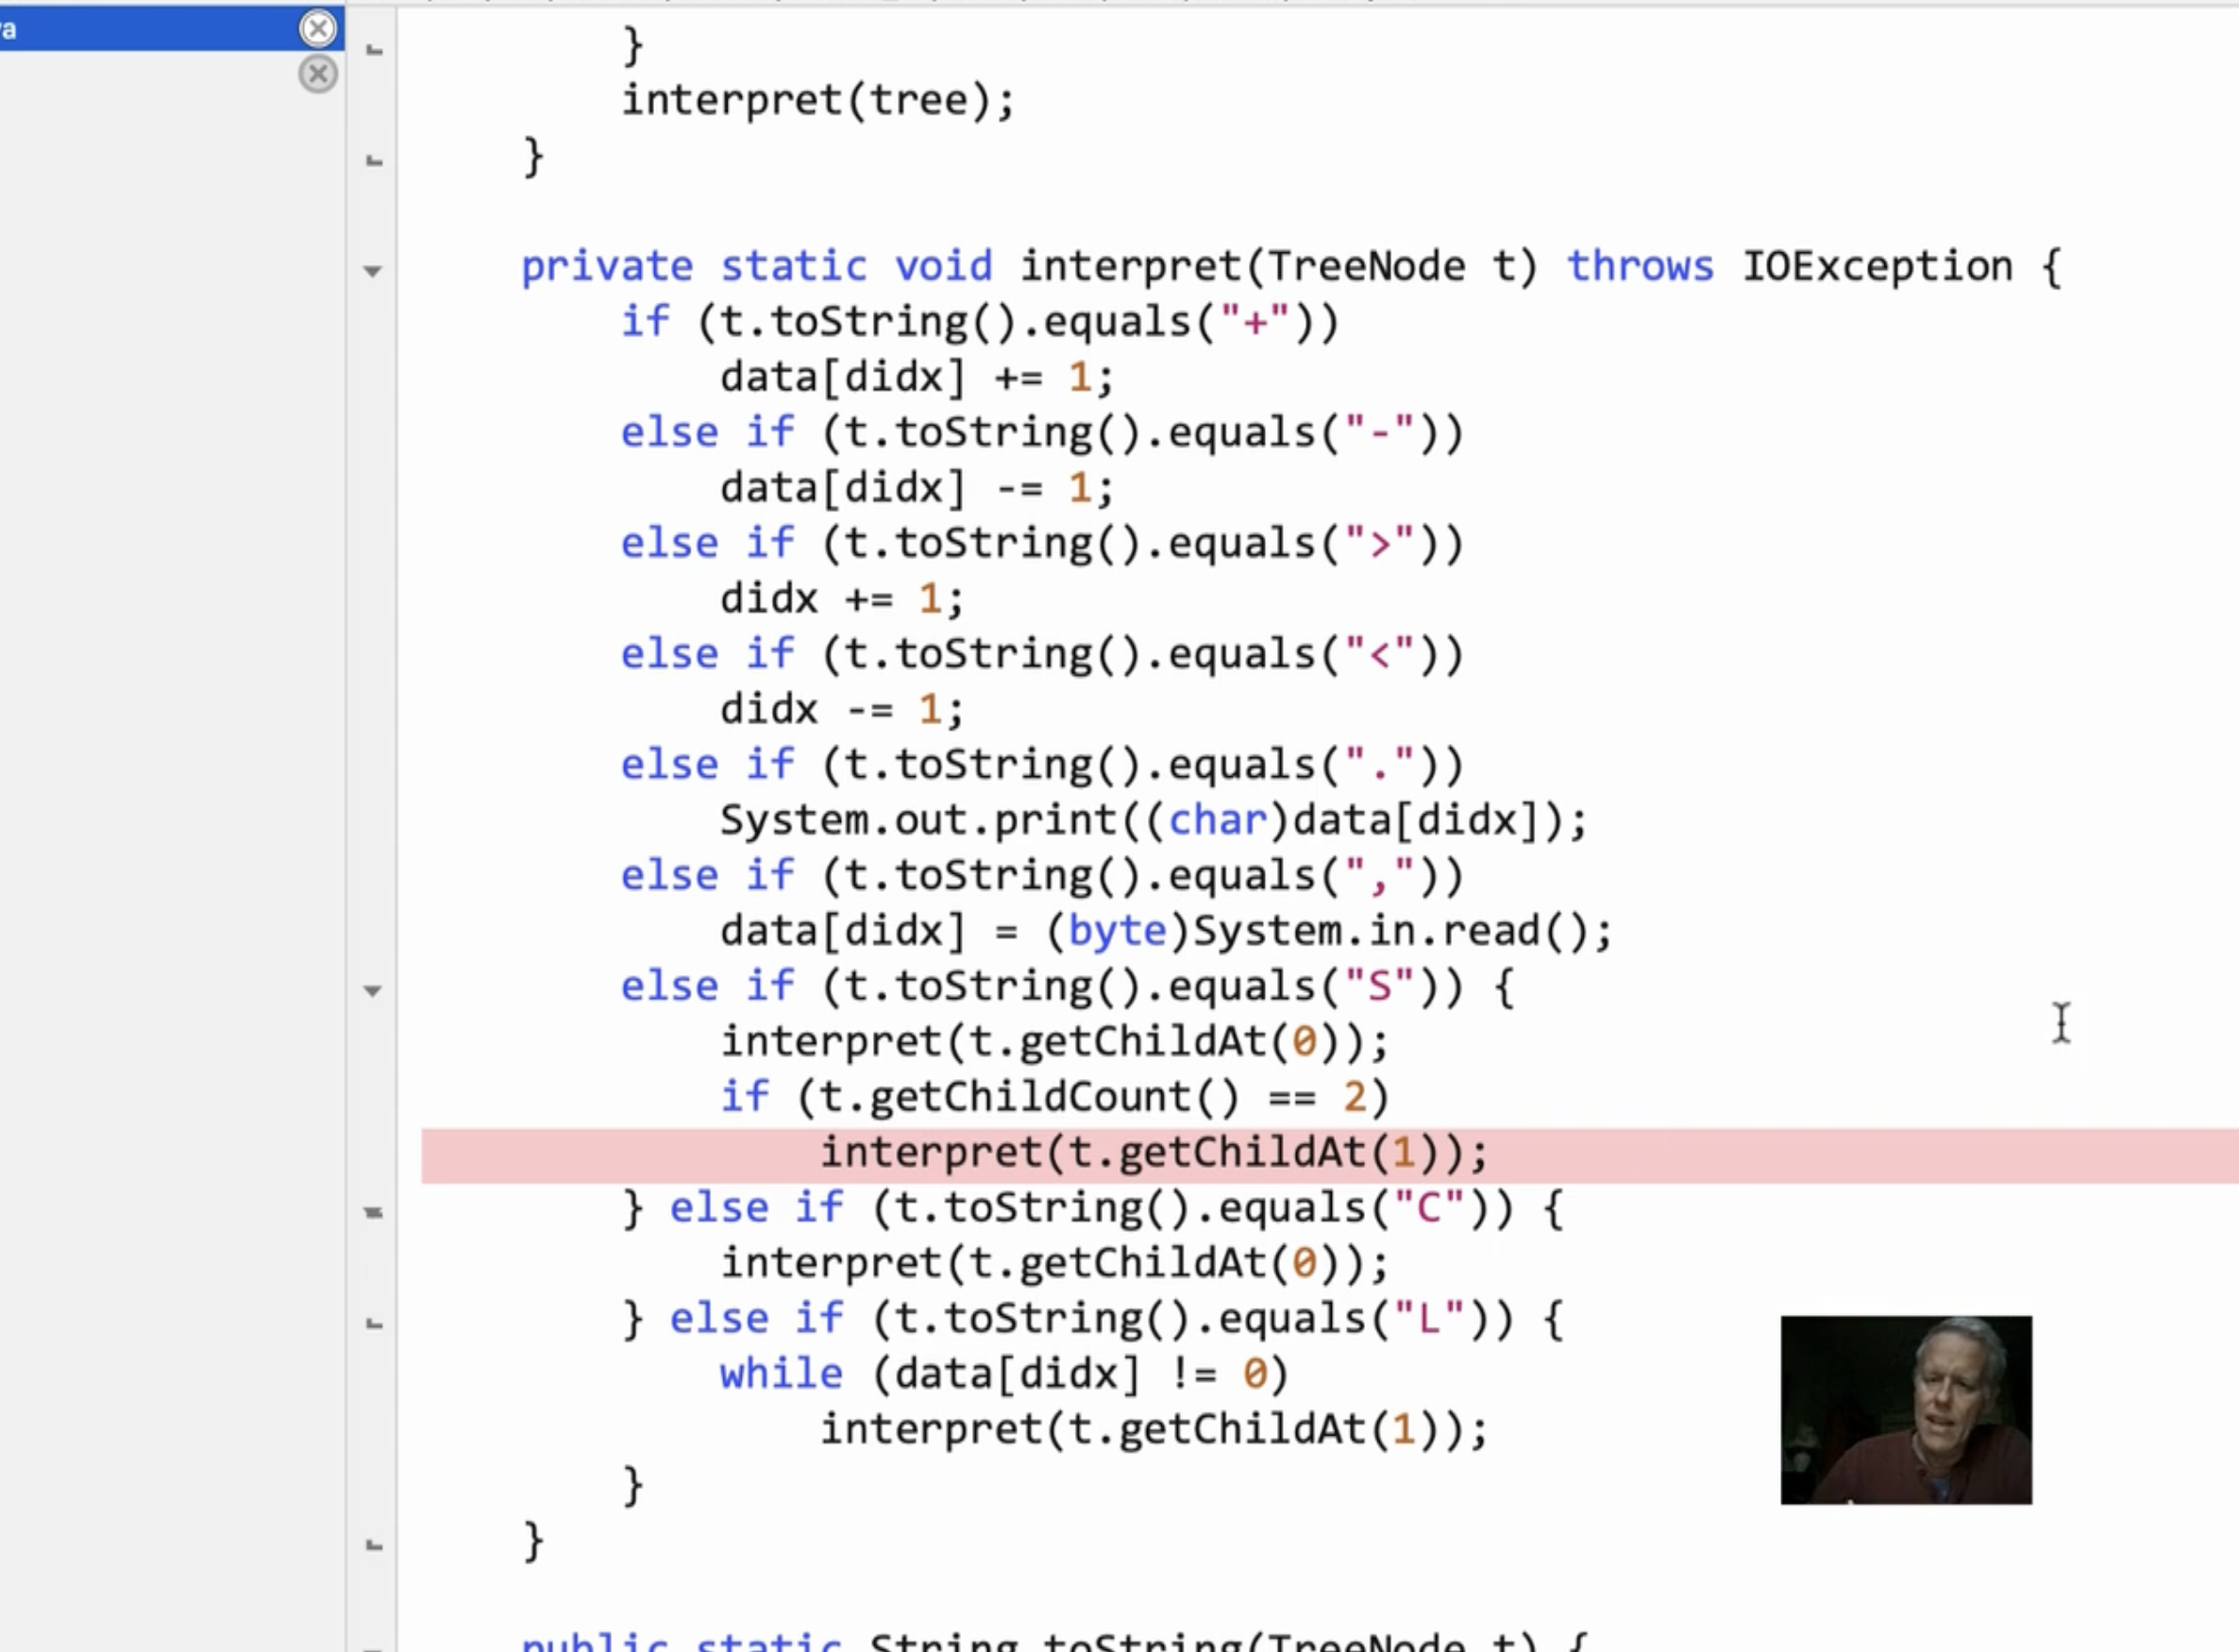 a
}
interpret(tree);
}
private static void interpret(TreeNode t) throws IOException {
if (t.toString().equals("+"))
data[didx] += 1;
else if (t.toString().equals("-"))
data[didx] -= 1;
else if (t.toString().equals(">"))
didx += 1;
else if (t.toString().equals("<"))
didx -= 1;
else if (t.toString().equals("."))
System.out.print((char)data[didx]);
else if (t.toString().equals(","))
data[didx] = (byte)System.in.read();
else if (t.toString().equals("S")) {
interpret(t.getChildAt(0));
if (t.getChildCount() == 2)
interpret(t.getChildAt(1));
} else if (t.toString().equals("C")) {
interpret(t.getChildAt(0));
} else if (t.toString().equals("L")) {
while (data[didx] != 0)
interpret(t.getChildAt(1));
}
}
public static String toString(TreeNode t) {